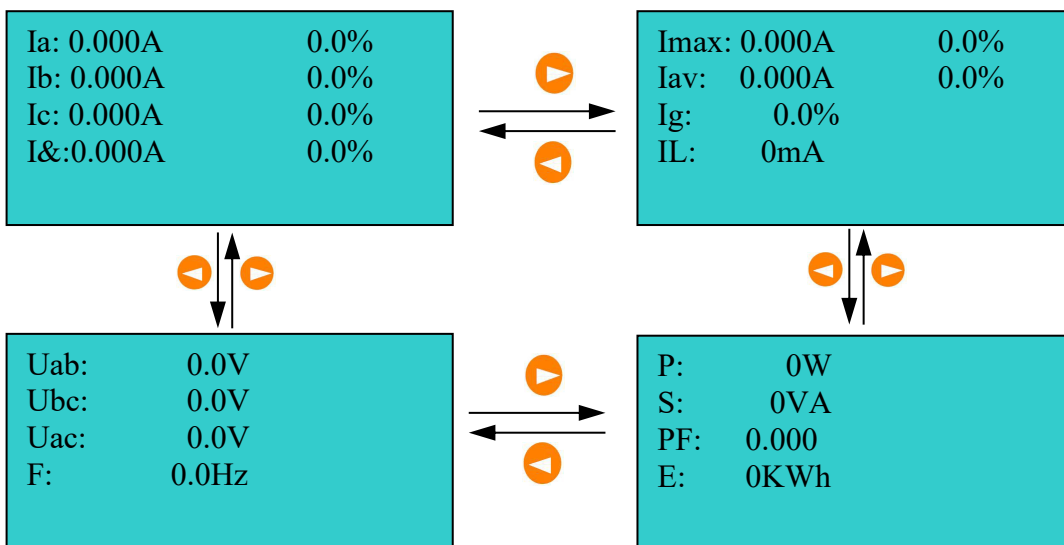 Ia: 0.000A 0.0%
Ib: 0.000A 0.0%
Ic: 0.000A 0.0%
I&:0.000A 0.0%
Imax: 0.000A 0.0%
Iav: 0.000A 0.0%
Ig: 0.0%
IL: 0mA
Uab: 0.0V
Ubc: 0.0V
Uac: 0.0V
F: 0.0Hz
P: 0W
S: 0VA
PF: 0.000
E: 0KWh